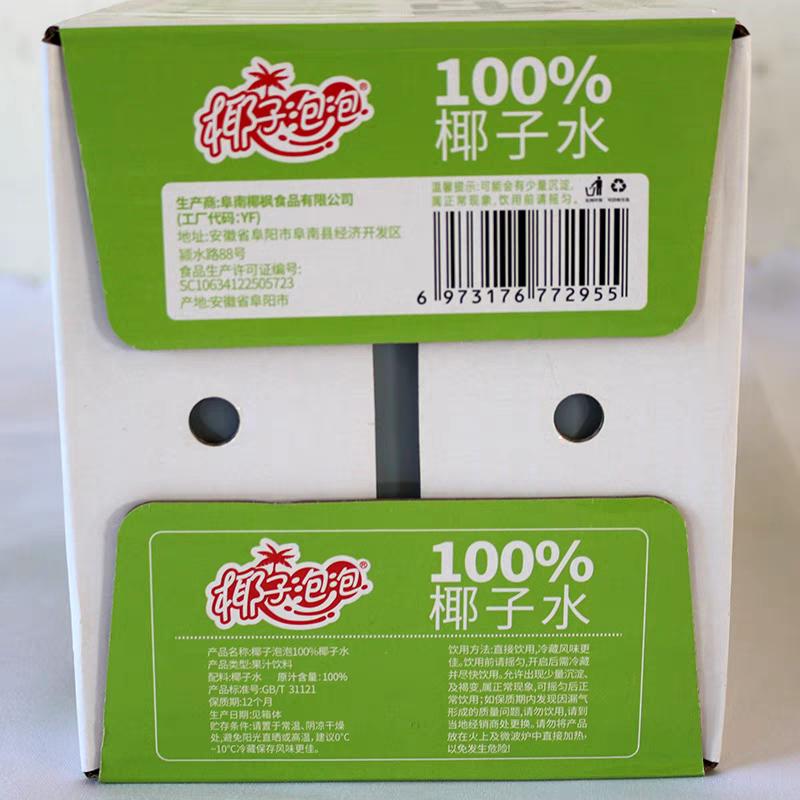 椰子泡泡®
100%
椰子水
生产商:阜南椰枫食品有限公司
(工厂代码:YF)
地址:安徽省阜阳市阜南县经济开发区
颍水路88号
食品生产许可证编号:
SC10634122505723
产地:安徽省阜阳市
温馨提示:可能会有少量沉淀,
属正常现象,饮用前请摇匀。
6 973176 772955
椰子泡泡®
100%
椰子水
产品名称:椰子泡泡100%椰子水
产品类型:果汁饮料
配料:椰子水 原汁含量:100%
产品标准号:GB/T 31121
保质期:12个月
生产日期:见箱体
贮存条件:请置于常温、阴凉干燥
处,避免阳光直晒或高温,建议0°C
~10°C冷藏保存风味更佳。
饮用方法:直接饮用,冷藏风味更
佳。饮用前请摇匀,开启后需冷藏
并尽快饮用。允许出现少量沉淀、
及褐变,属正常现象,可摇匀后正
常饮用;如保质期内发现因漏气
形成的质量问题,请勿饮用,请到
当地经销商处更换。请勿将产品
放在火上及微波炉中直接加热,
以免发生危险!